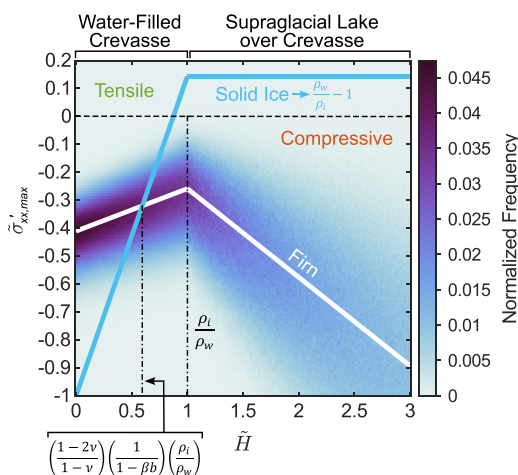 Water-Filled Crevasse
Supraglacial Lake over Crevasse
0.2
0.1
0
-0.1
-0.2
-0.3
-0.4
-0.5
-0.6
-0.7
-0.8
-0.9
-1
σ̃′xx,max
Tensile
Solid Ice → ρw/ρi − 1
Compressive
Firn
ρi/ρw
0 0.5 1 1.5 2 2.5 3
H̃
((1 − 2ν)/(1 − ν)) (1/(1 − βb)) (ρi/ρw)
0.045
0.04
0.035
0.03
0.025
0.02
0.015
0.01
0.005
0
Normalized Frequency